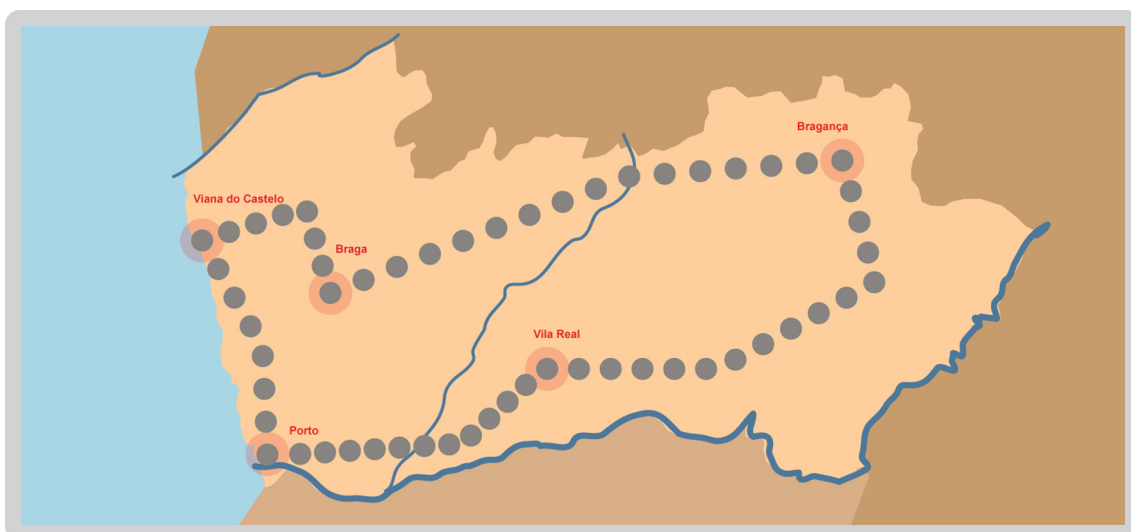 Bragança
Viana do Castelo
Braga
Vila Real
Porto